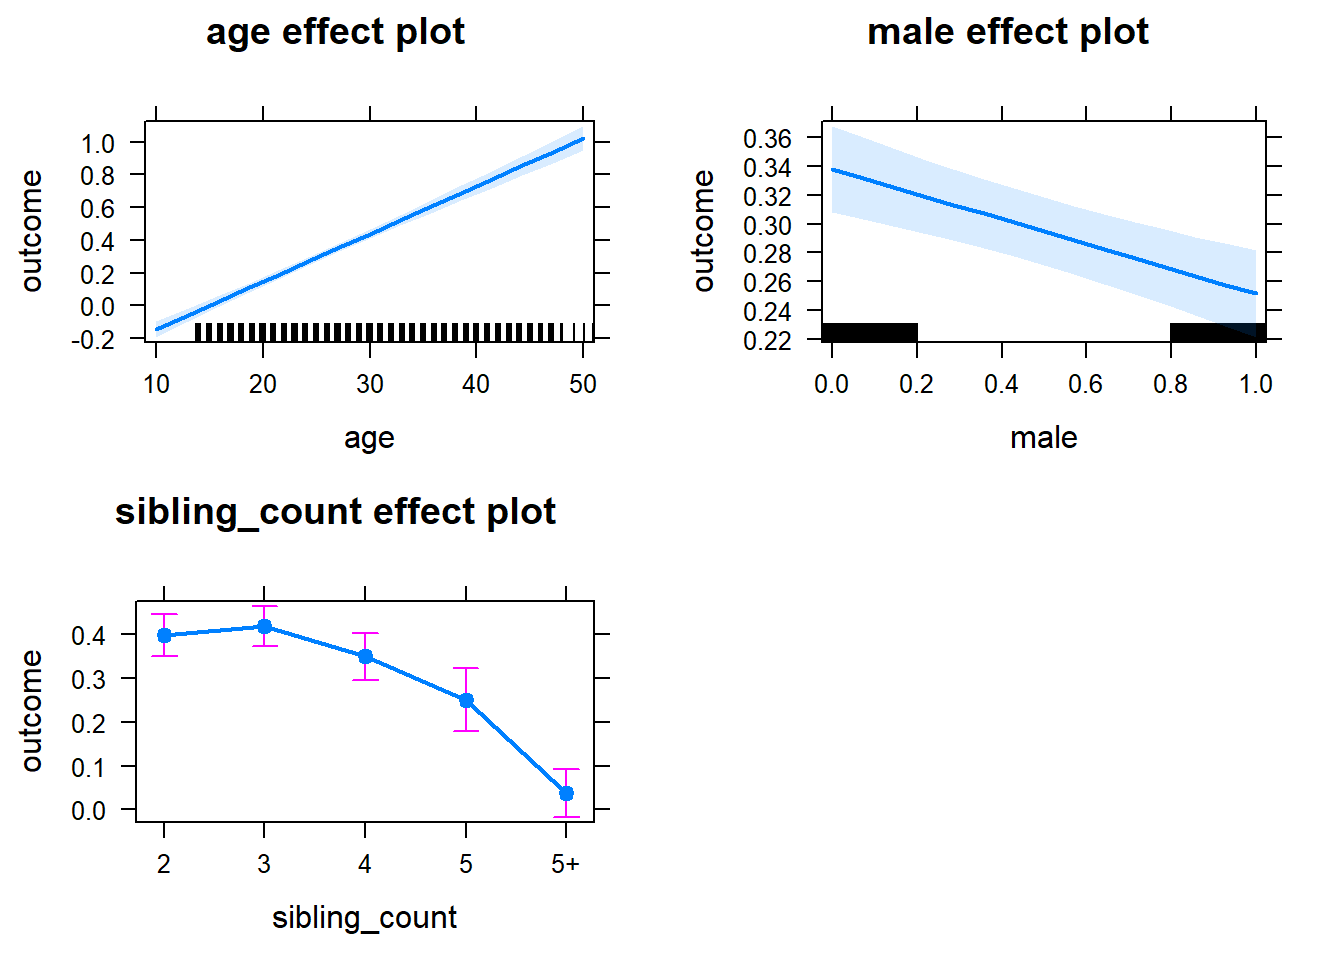 age effect plot
outcome
1.0
0.8
0.6
0.4
0.2
0.0
-0.2
10 20 30 40 50
age
male effect plot
outcome
0.36
0.34
0.32
0.30
0.28
0.26
0.24
0.22
0.0 0.2 0.4 0.6 0.8 1.0
male
sibling_count effect plot
outcome
0.4
0.3
0.2
0.1
0.0
2 3 4 5 5+
sibling_count